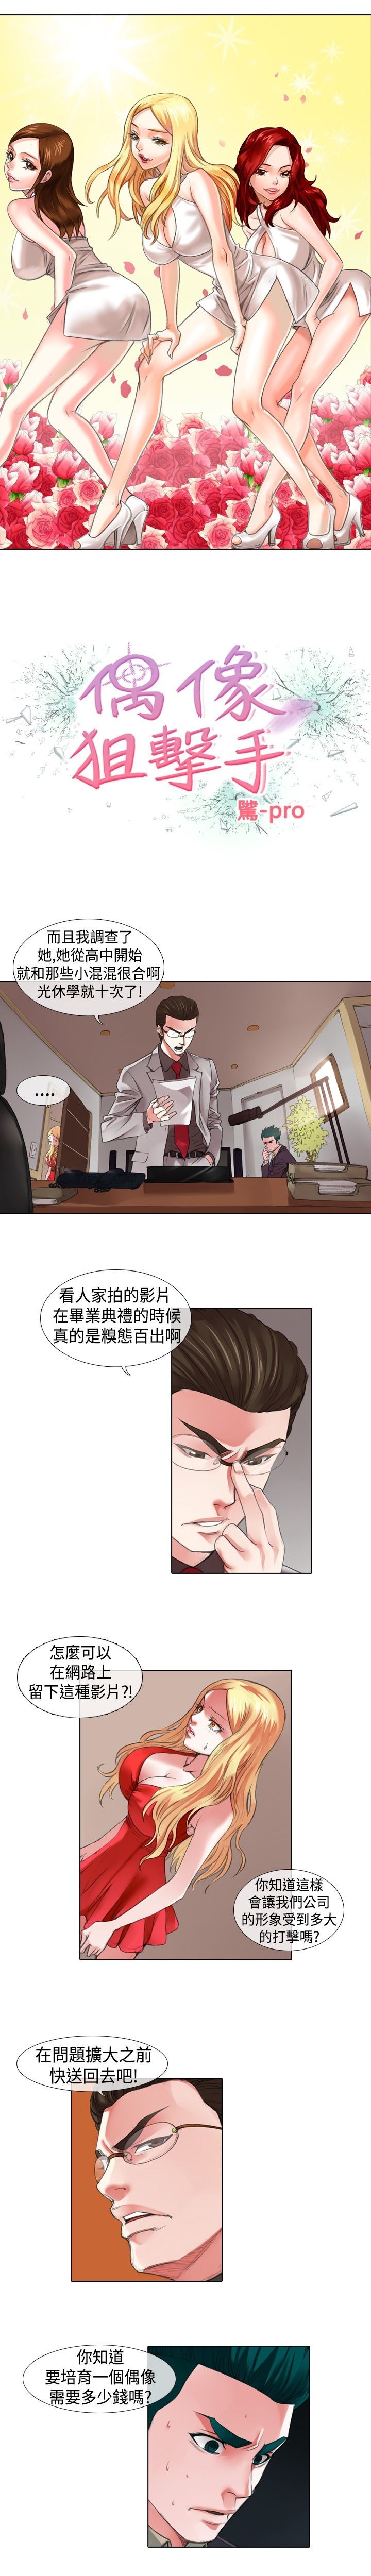 偶像
狙擊手
驚-pro
而且我調查了
她,她從高中開始
就和那些小混混很合啊
光休學就十次了!
....
看人家拍的影片
在畢業典禮的時候
真的是糗態百出啊
怎麼可以
在網路上
留下這種影片?!
你知道這樣
會讓我們公司
的形象受到多大
的打擊嗎?
在問題擴大之前
快送回去吧!
你知道
要培育一個偶像
需要多少錢嗎?